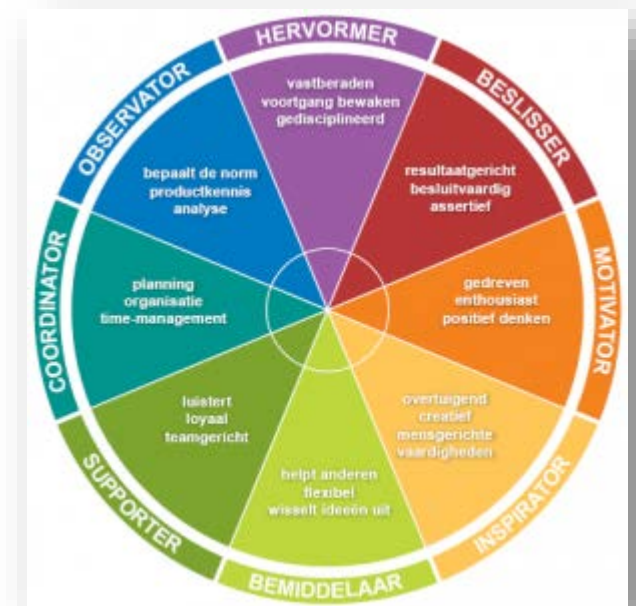 HERVORMER
vastberaden
voortgang bewaken
gedisciplineerd
BESLISSER
resultaatgericht
besluitvaardig
assertief
MOTIVATOR
gedreven
enthousiast
positief denken
INSPIRATOR
overtuigend
creatief
mensgerichte
vaardigheden
BEMIDDELAAR
helpt anderen
flexibel
wisselt ideeën uit
SUPPORTER
luistert
loyaal
teamgericht
COORDINATOR
planning
organisatie
time-management
OBSERVATOR
bepaalt de norm
productkennis
analyse